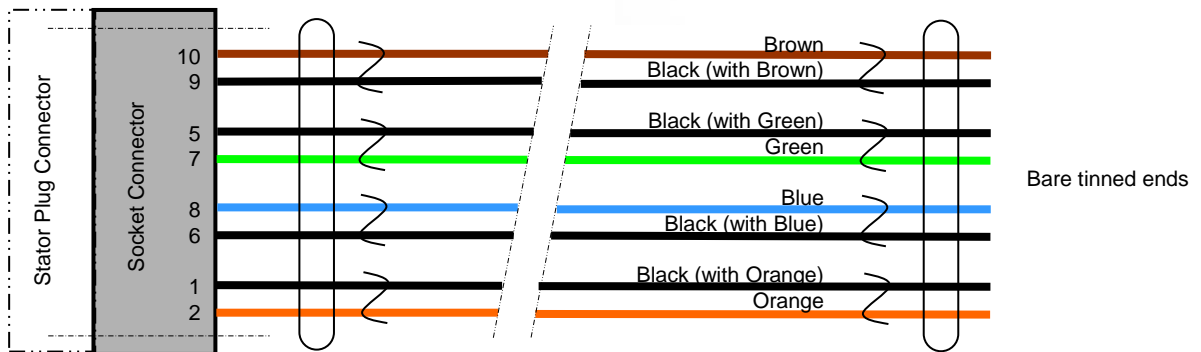 Stator Plug Connector
Socket Connector
10
Brown
9
Black (with Brown)
5
Black (with Green)
7
Green
8
Blue
6
Black (with Blue)
1
Black (with Orange)
2
Orange
Bare tinned ends